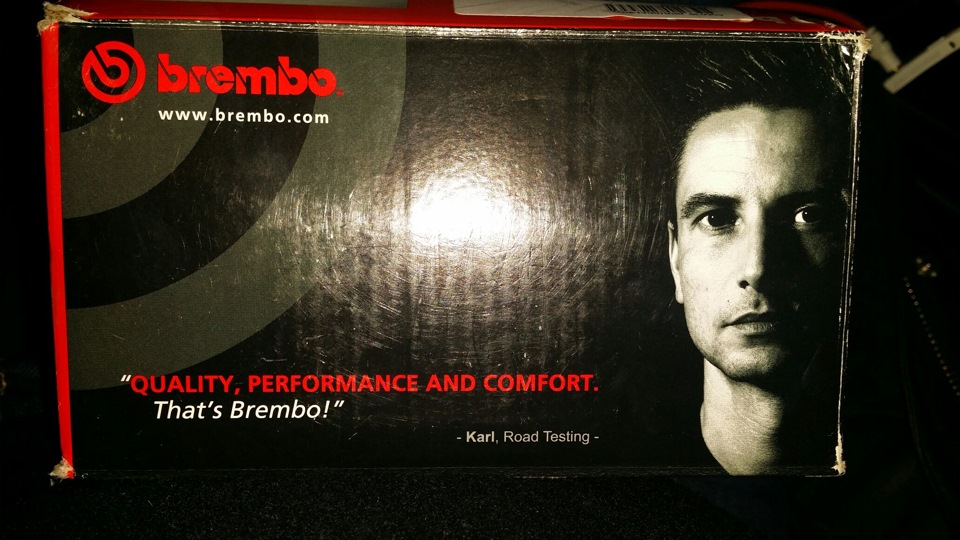 brembo
www.brembo.com
"QUALITY, PERFORMANCE AND COMFORT.
That's Brembo!"
- Karl, Road Testing -